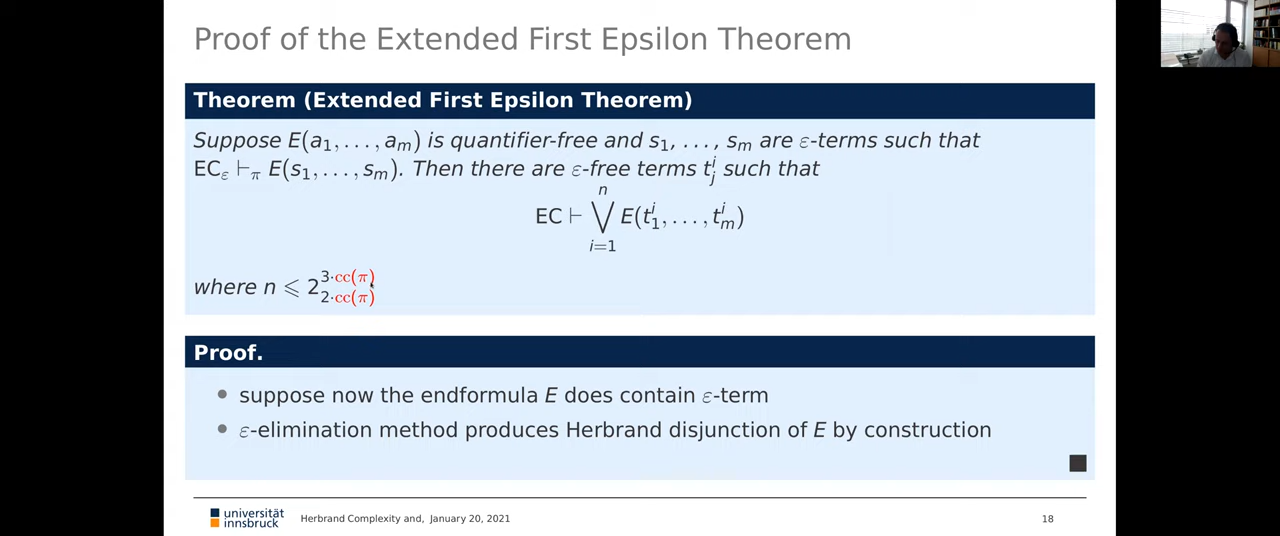 Proof of the Extended First Epsilon Theorem
Theorem (Extended First Epsilon Theorem)
Suppose E(a₁, . . . , aₘ) is quantifier-free and s₁, . . . , sₘ are ε-terms such that
EC_ε ⊢_π E(s₁, . . . , sₘ). Then there are ε-free terms t^i_j such that
EC ⊢ ⋁_{i=1}^{n} E(t^i_1, . . . , t^i_m)
where n ⩽ 2^{3·cc(π)}_{2·cc(π)}
Proof.
suppose now the endformula E does contain ε-term
ε-elimination method produces Herbrand disjunction of E by construction
universität
innsbruck
Herbrand Complexity and, January 20, 2021
18